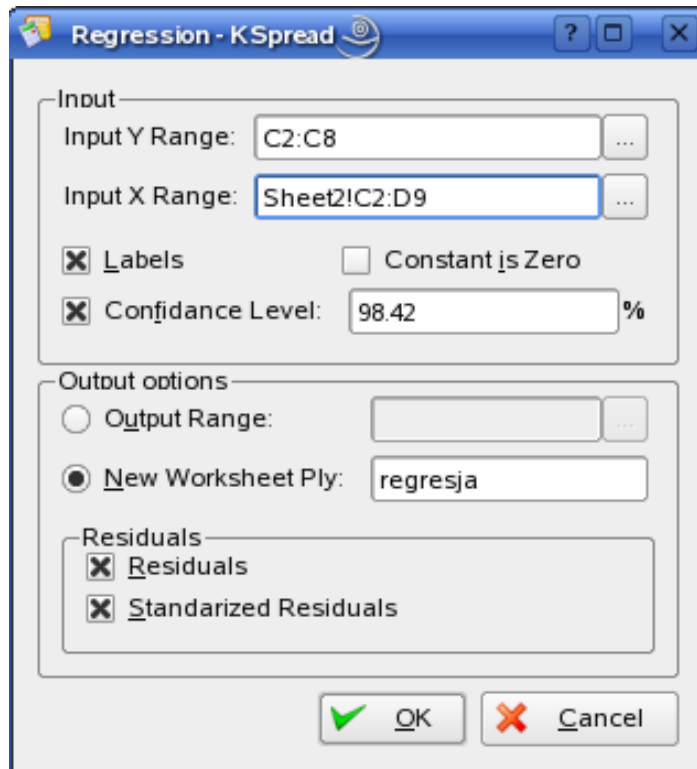 Regression - KSpread
Input
Input Y Range: C2:C8 ...
Input X Range: Sheet2!C2:D9 ...
Labels Constant is Zero
Confidance Level: 98.42 %
Output options
Output Range: ...
New Worksheet Ply: regresja
Residuals
Residuals
Standarized Residuals
OK Cancel